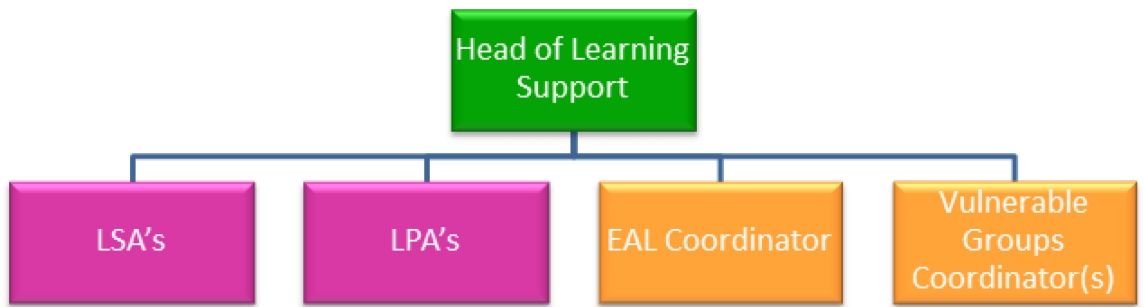 Head of Learning
Support
LSA's
LPA's
EAL Coordinator
Vulnerable
Groups
Coordinator(s)